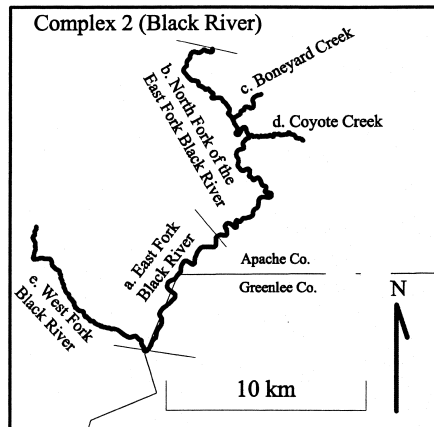 Complex 2 (Black River)
c. Boneyard Creek
b. North Fork of the
East Fork Black River
d. Coyote Creek
a. East Fork
Black River
Apache Co.
Greenlee Co.
e. West Fork
Black River
N
10 km